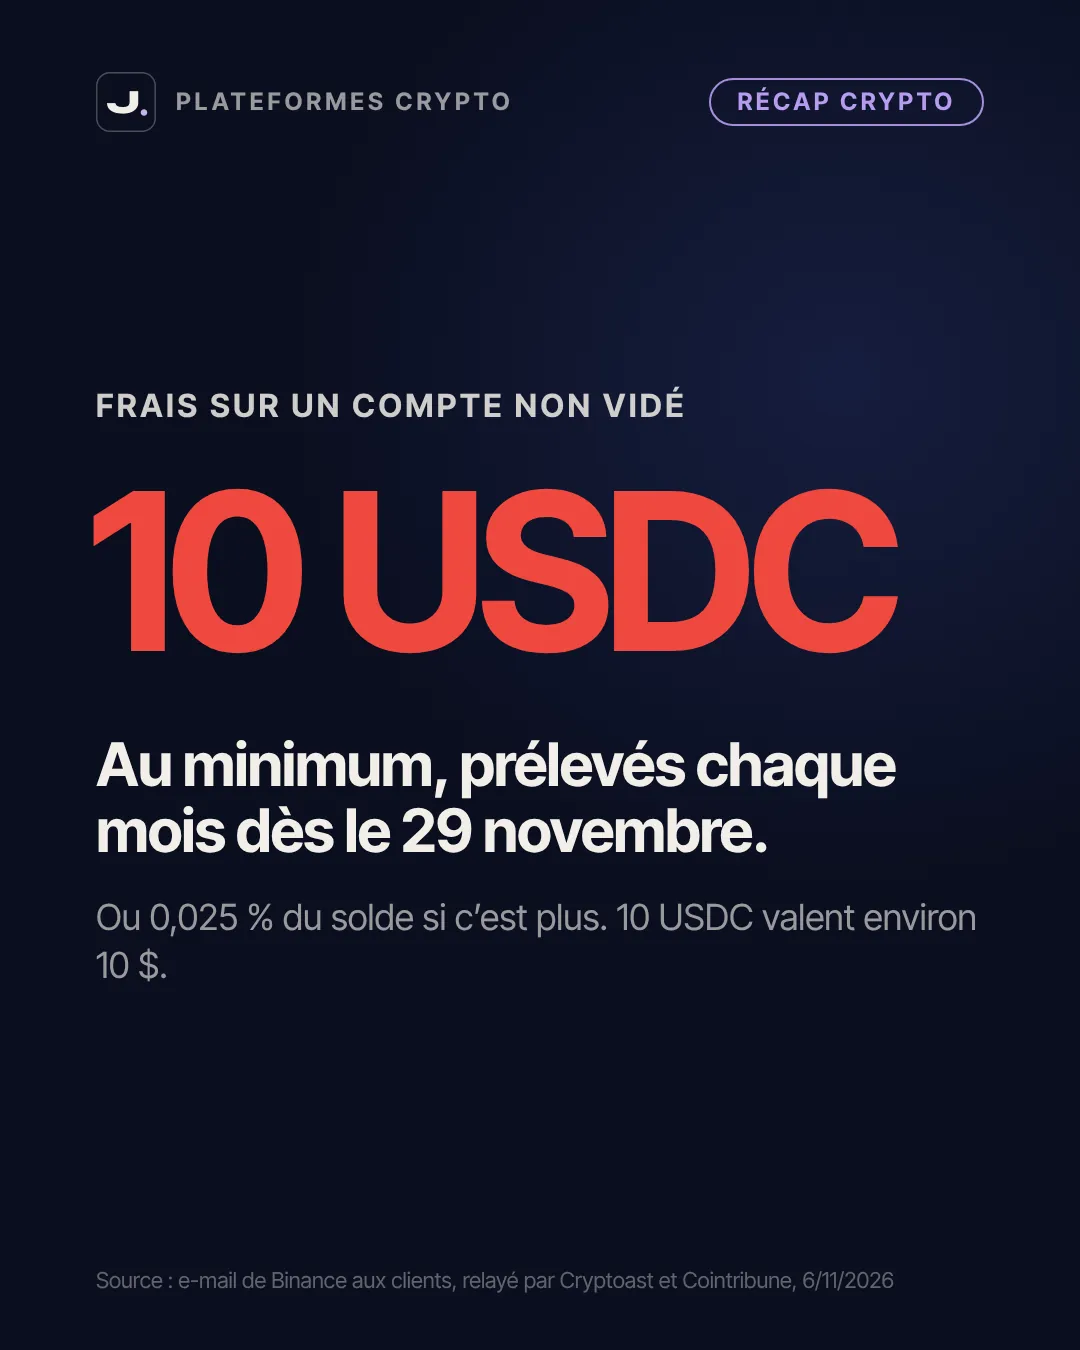 J.
PLATEFORMES CRYPTO
RÉCAP CRYPTO
FRAIS SUR UN COMPTE NON VIDÉ
10 USDC
Au minimum, prélevés chaque
mois dès le 29 novembre.
Ou 0,025 % du solde si c’est plus. 10 USDC valent environ
10 $.
Source : e-mail de Binance aux clients, relayé par Cryptoast et Cointribune, 6/11/2026